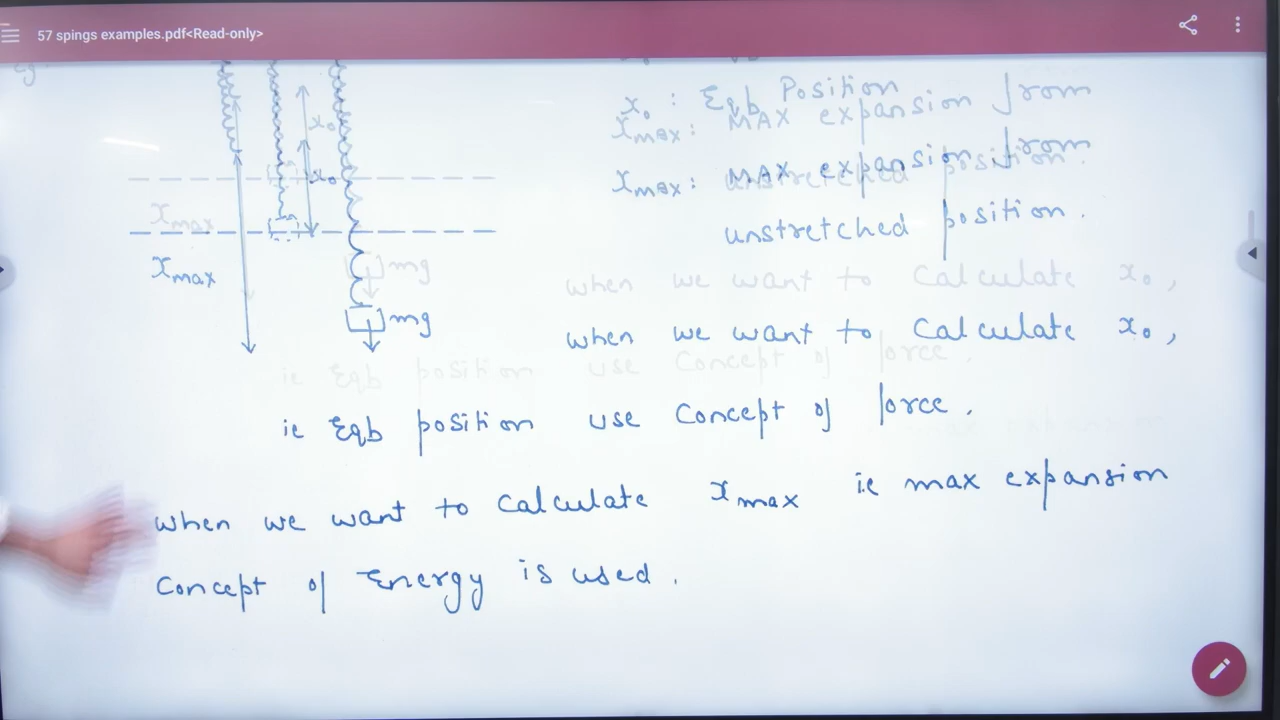 57 spings examples.pdf<Read-only>
x₀ : Eqb Position
xmax: MAX expansion from
unstretched position.
x₀
xmax
mg
when we want to calculate x₀,
ie Eqb position use concept of force.
when we want to calculate xmax ie max expansion
concept of Energy is used.